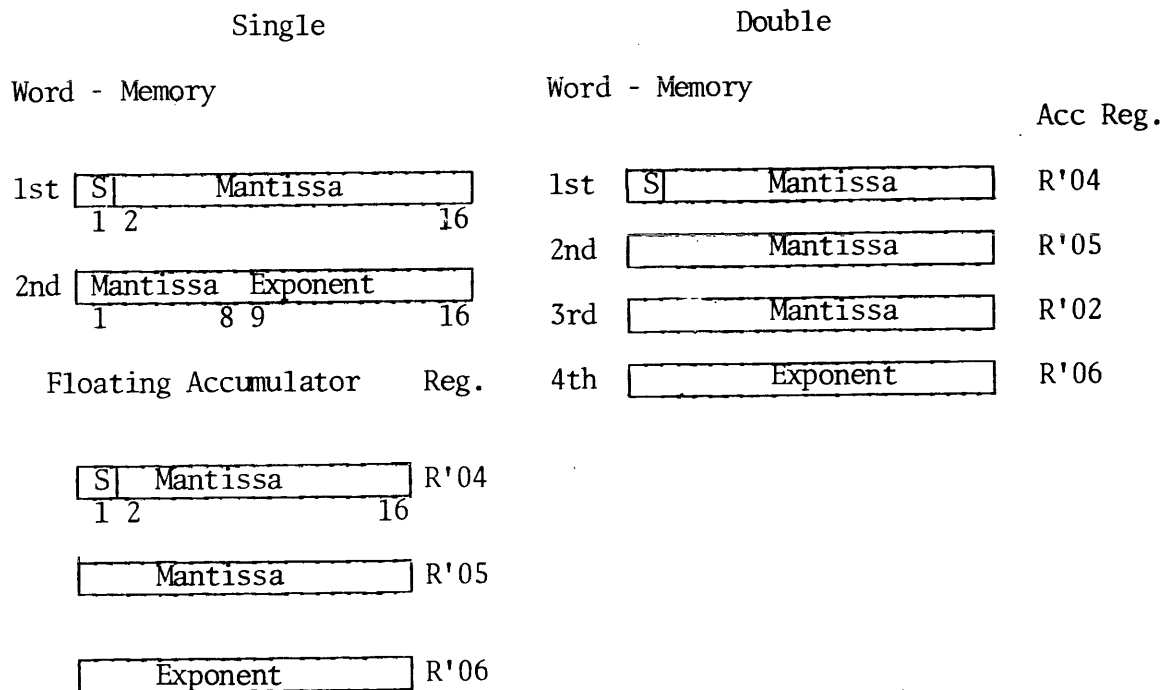 Single
Word - Memory
1st S Mantissa
1 2 16
2nd Mantissa Exponent
1 8 9 16
Floating Accumulator Reg.
S Mantissa R'04
1 2 16
Mantissa R'05
Exponent R'06
Double
Word - Memory
Acc Reg.
1st S Mantissa R'04
2nd Mantissa R'05
3rd Mantissa R'02
4th Exponent R'06